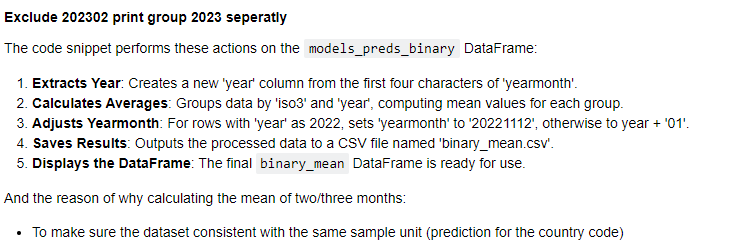 Exclude 202302 print group 2023 seperatly
The code snippet performs these actions on the models_preds_binary DataFrame:
1. Extracts Year: Creates a new 'year' column from the first four characters of 'yearmonth'.
2. Calculates Averages: Groups data by 'iso3' and 'year', computing mean values for each group.
3. Adjusts Yearmonth: For rows with 'year' as 2022, sets 'yearmonth' to '20221112', otherwise to year + '01'.
4. Saves Results: Outputs the processed data to a CSV file named 'binary_mean.csv'.
5. Displays the DataFrame: The final binary_mean DataFrame is ready for use.
And the reason of why calculating the mean of two/three months:
• To make sure the dataset consistent with the same sample unit (prediction for the country code)